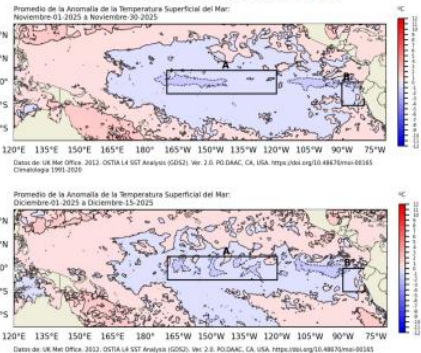 Promedio de la Anomalía de la Temperatura Superficial del Mar:
Noviembre-01-2025 a Noviembre-30-2025
°C
°N
A
°N
0°
B
°S
°S
120°E 135°E 150°E 165°E 180° 165°W 150°W 135°W 120°W 105°W 90°W 75°W
Datos de: UK Met Office. 2012. OSTIA L4 SST Analysis (GDS2). Ver. 2.0. PO.DAAC, CA, USA. https://doi.org/10.48670/moi-00165
Climatología 1991-2020
Promedio de la Anomalía de la Temperatura Superficial del Mar:
Diciembre-01-2025 a Diciembre-15-2025
°C
°N
°N
A
B
0°
°S
°S
120°E 135°E 150°E 165°E 180° 165°W 150°W 135°W 120°W 105°W 90°W 75°W
Datos de: UK Met Office. 2012. OSTIA L4 SST Analysis (GDS2). Ver. 2.0. PO.DAAC, CA, USA. https://doi.org/10.48670/moi-00165